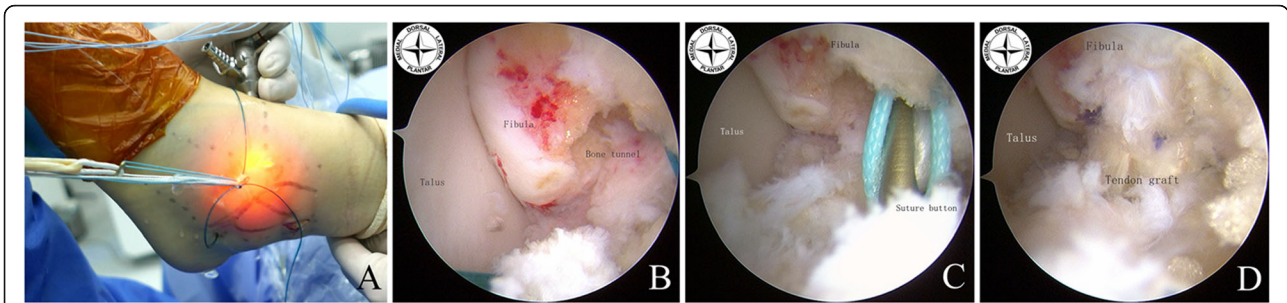 A
DORSAL
MEDIAL
LATERAL
PLANTAR
Fibula
Bone tunnel
Talus
B
DORSAL
MEDIAL
LATERAL
PLANTAR
Fibula
Talus
Suture button
C
DORSAL
MEDIAL
LATERAL
PLANTAR
Fibula
Talus
Tendon graft
D